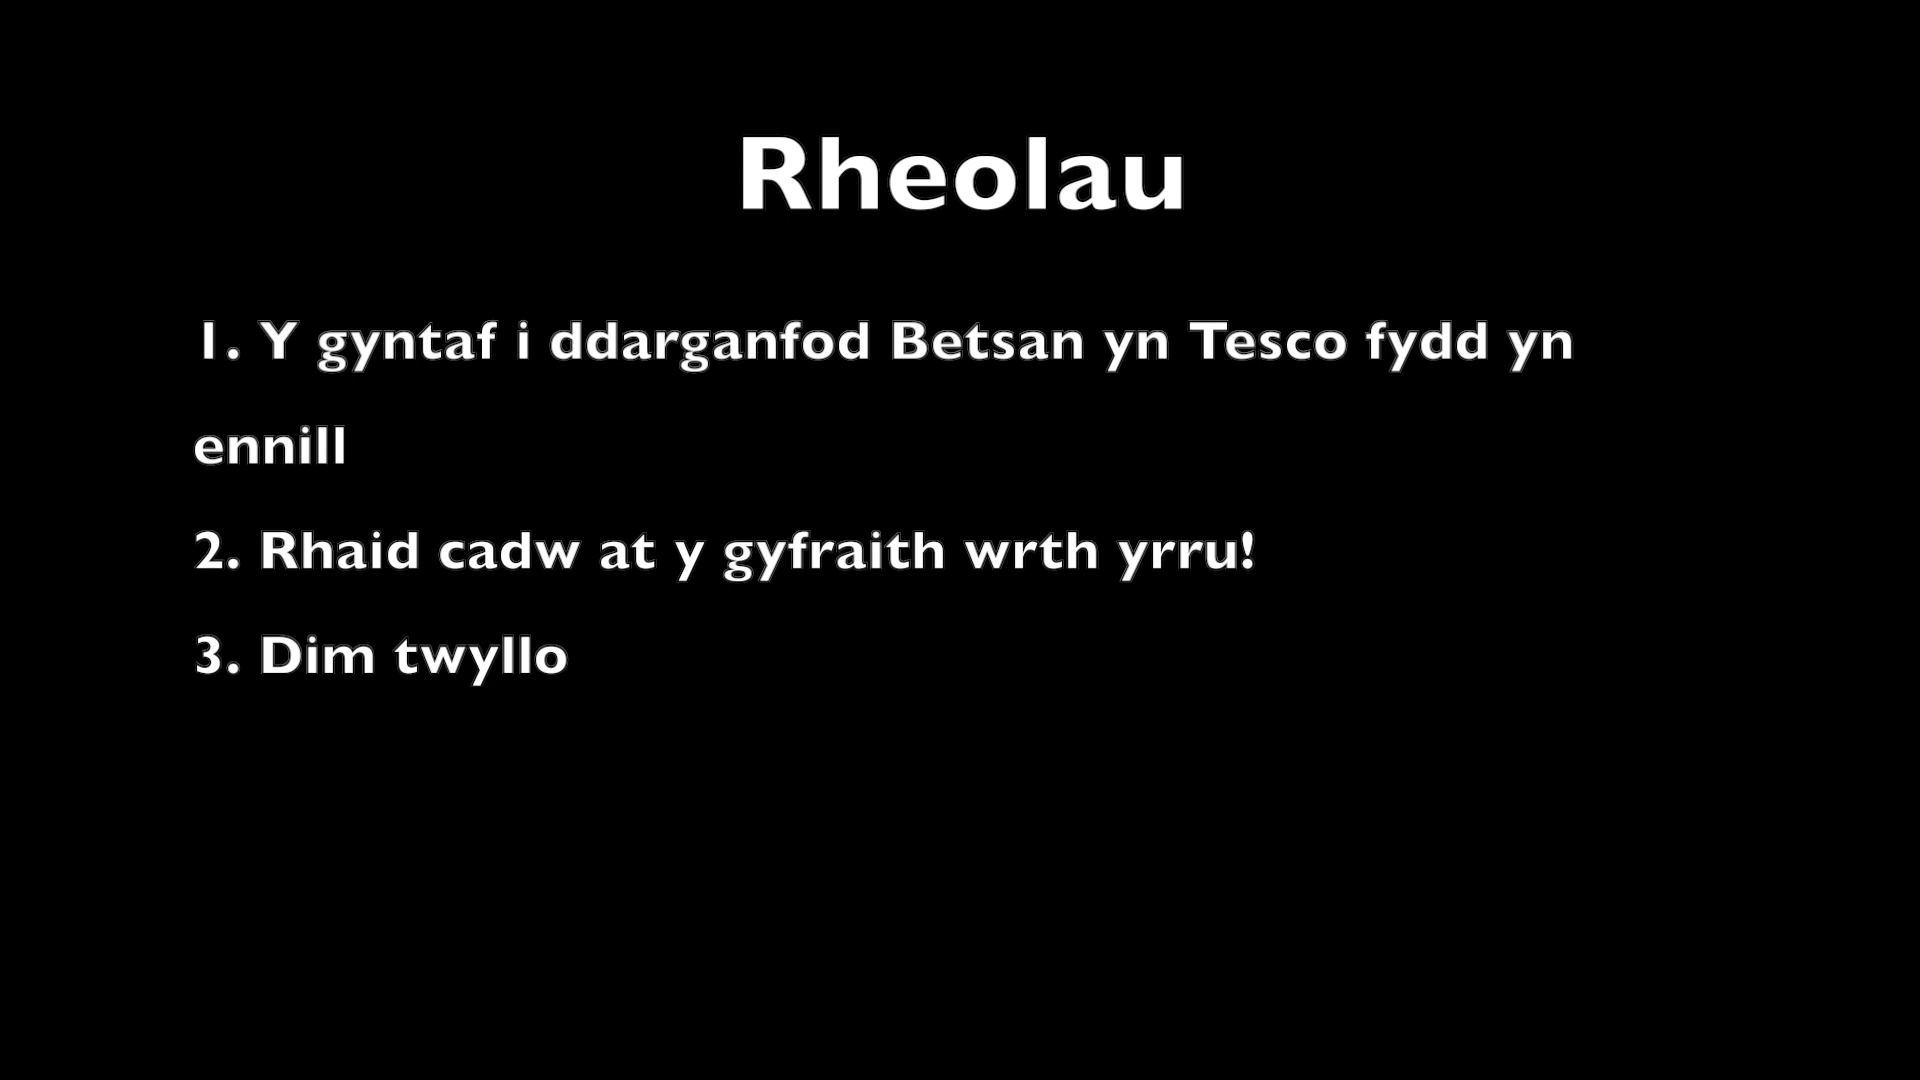 Rheolau
1. Y gyntaf i ddarganfod Betsan yn Tesco fydd yn
ennill
2. Rhaid cadw at y gyfraith wrth yrru!
3. Dim twyllo